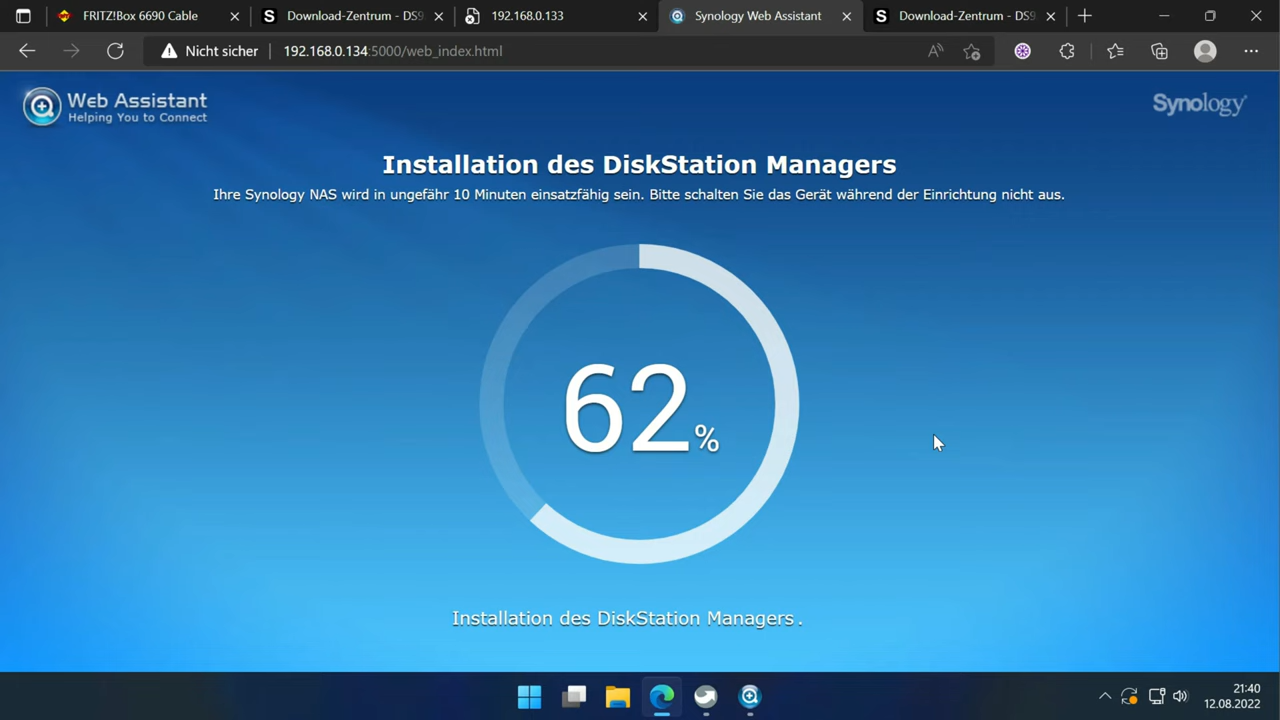 FRITZ!Box 6690 Cable
Download-Zentrum - DS9
192.168.0.133
Synology Web Assistant
Download-Zentrum - DS9
Nicht sicher
192.168.0.134:5000/web_index.html
Web Assistant
Helping You to Connect
Synology
Installation des DiskStation Managers
Ihre Synology NAS wird in ungefähr 10 Minuten einsatzfähig sein. Bitte schalten Sie das Gerät während der Einrichtung nicht aus.
62%
Installation des DiskStation Managers .
21:40
12.08.2022